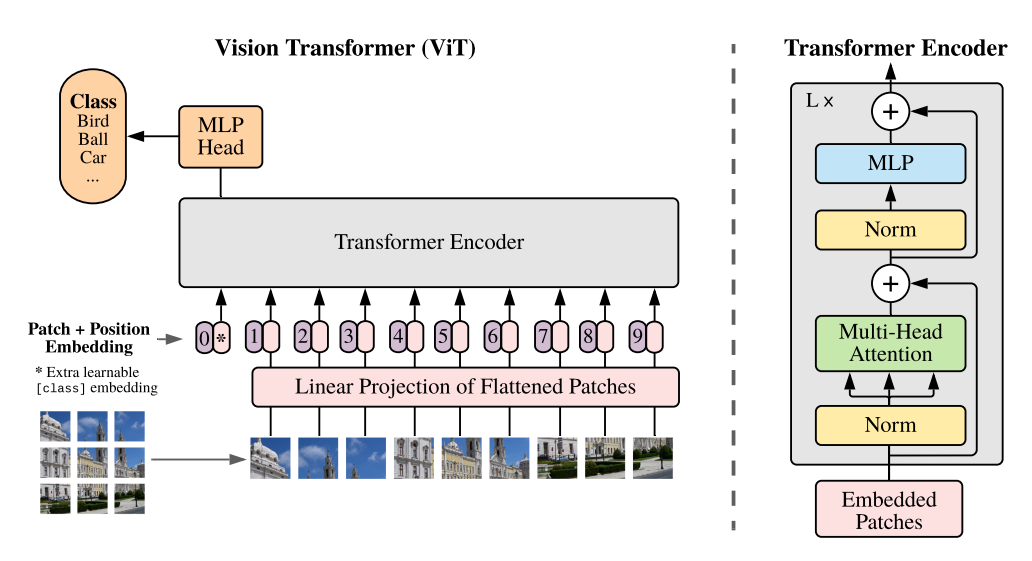 Vision Transformer (ViT)
Class
Bird
Ball
Car
...
MLP
Head
Transformer Encoder
Patch + Position
Embedding
0 * 1 2 3 4 5 6 7 8 9
* Extra learnable
[class] embedding
Linear Projection of Flattened Patches
Transformer Encoder
L x
+
MLP
Norm
+
Multi-Head
Attention
Norm
Embedded
Patches